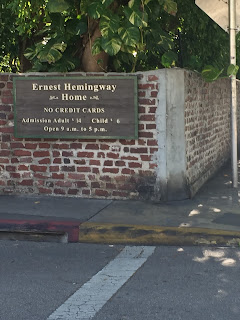 Ernest Hemingway
Home
NO CREDIT CARDS
Admission Adult $ 14 Child $ 6
Open 9 a.m. to 5 p.m.